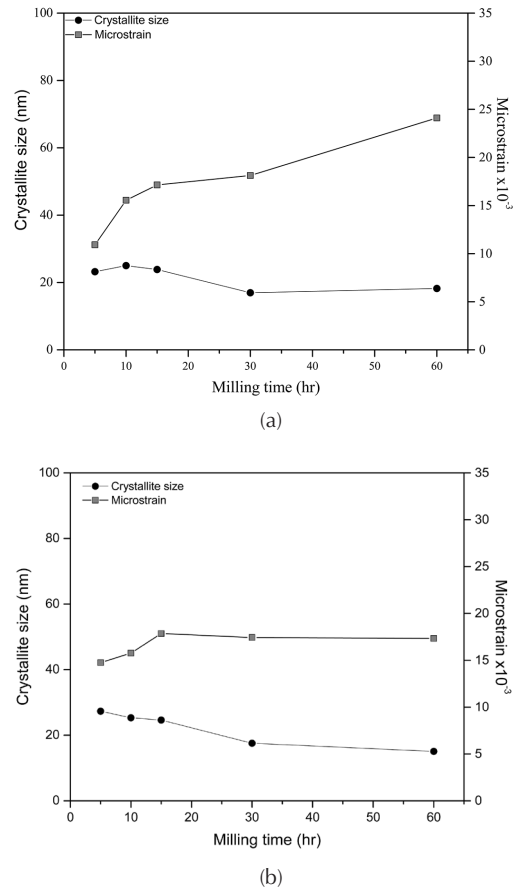 100
80
60
40
20
0
Crystallite size (nm)
Crystallite size
Microstrain
35
30
25
20
15
10
5
0
Microstrain x10-3
0 10 20 30 40 50 60
Milling time (hr)
(a)
100
80
60
40
20
0
Crystallite size (nm)
Crystallite size
Microstrain
35
30
25
20
15
10
5
0
Microstrain x10-3
0 10 20 30 40 50 60
Milling time (hr)
(b)